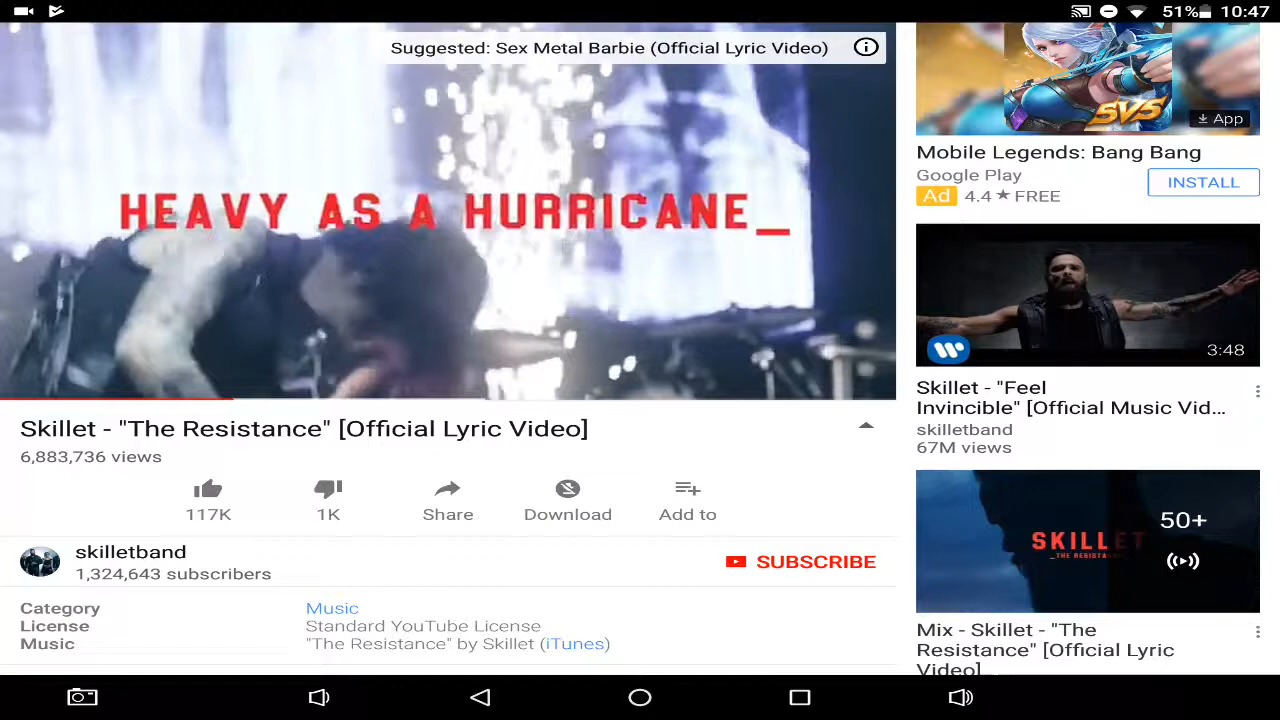 51% 10:47
Suggested: Sex Metal Barbie (Official Lyric Video)
HEAVY AS A HURRICANE_
Skillet - "The Resistance" [Official Lyric Video]
6,883,736 views
117K
1K
Share
Download
Add to
skilletband
1,324,643 subscribers
SUBSCRIBE
Category Music
License Standard YouTube License
Music "The Resistance" by Skillet (iTunes)
5V5
App
Mobile Legends: Bang Bang
Google Play
Ad 4.4 ★ FREE
INSTALL
3:48
Skillet - "Feel
Invincible" [Official Music Vid...
skilletband
67M views
SKILLET
_THE RESISTA
50+
Mix - Skillet - "The
Resistance" [Official Lyric
Video]